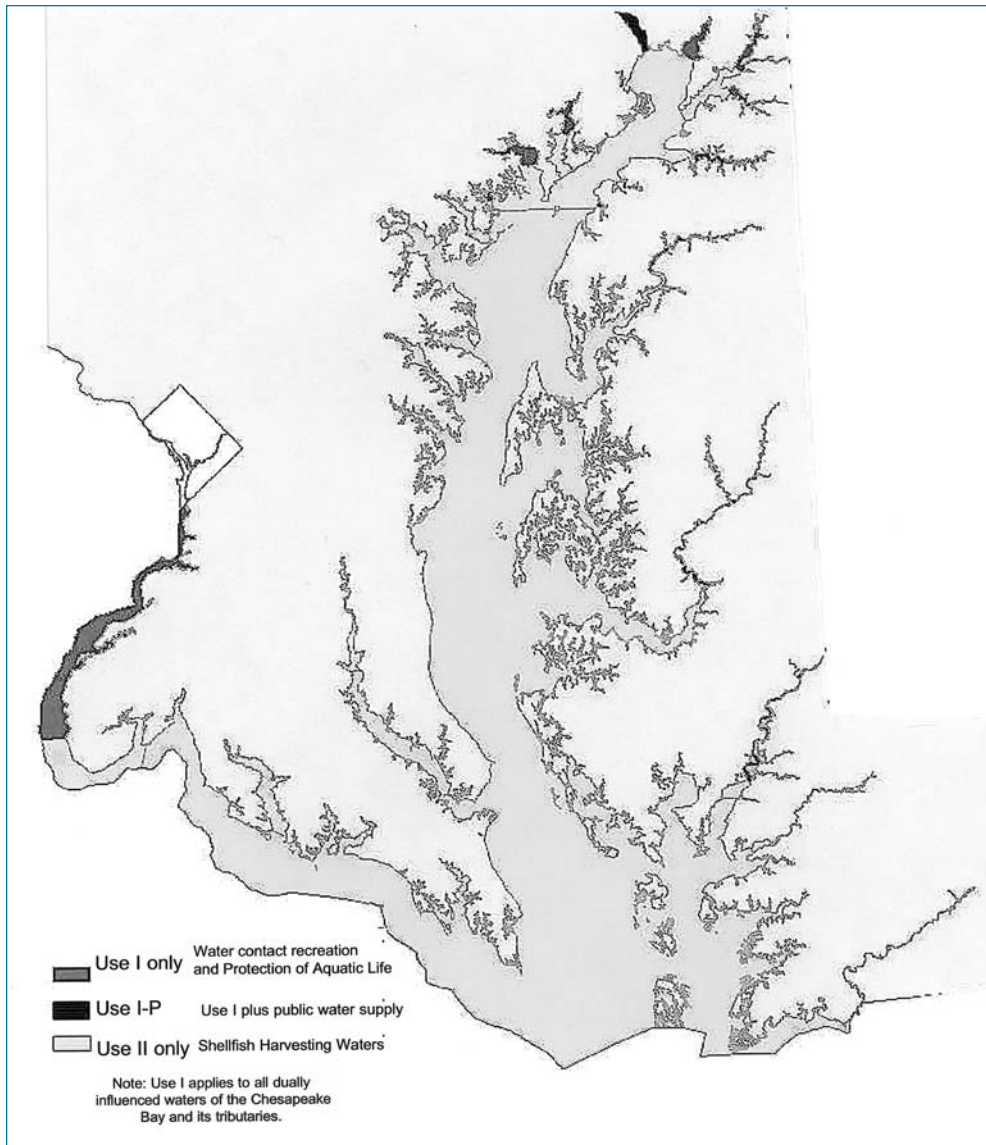 Use I only
Water contact recreation
and Protection of Aquatic Life
Use I-P
Use I plus public water supply
Use II only
Shellfish Harvesting Waters
Note: Use I applies to all dually
influenced waters of the Chesapeake
Bay and its tributaries.